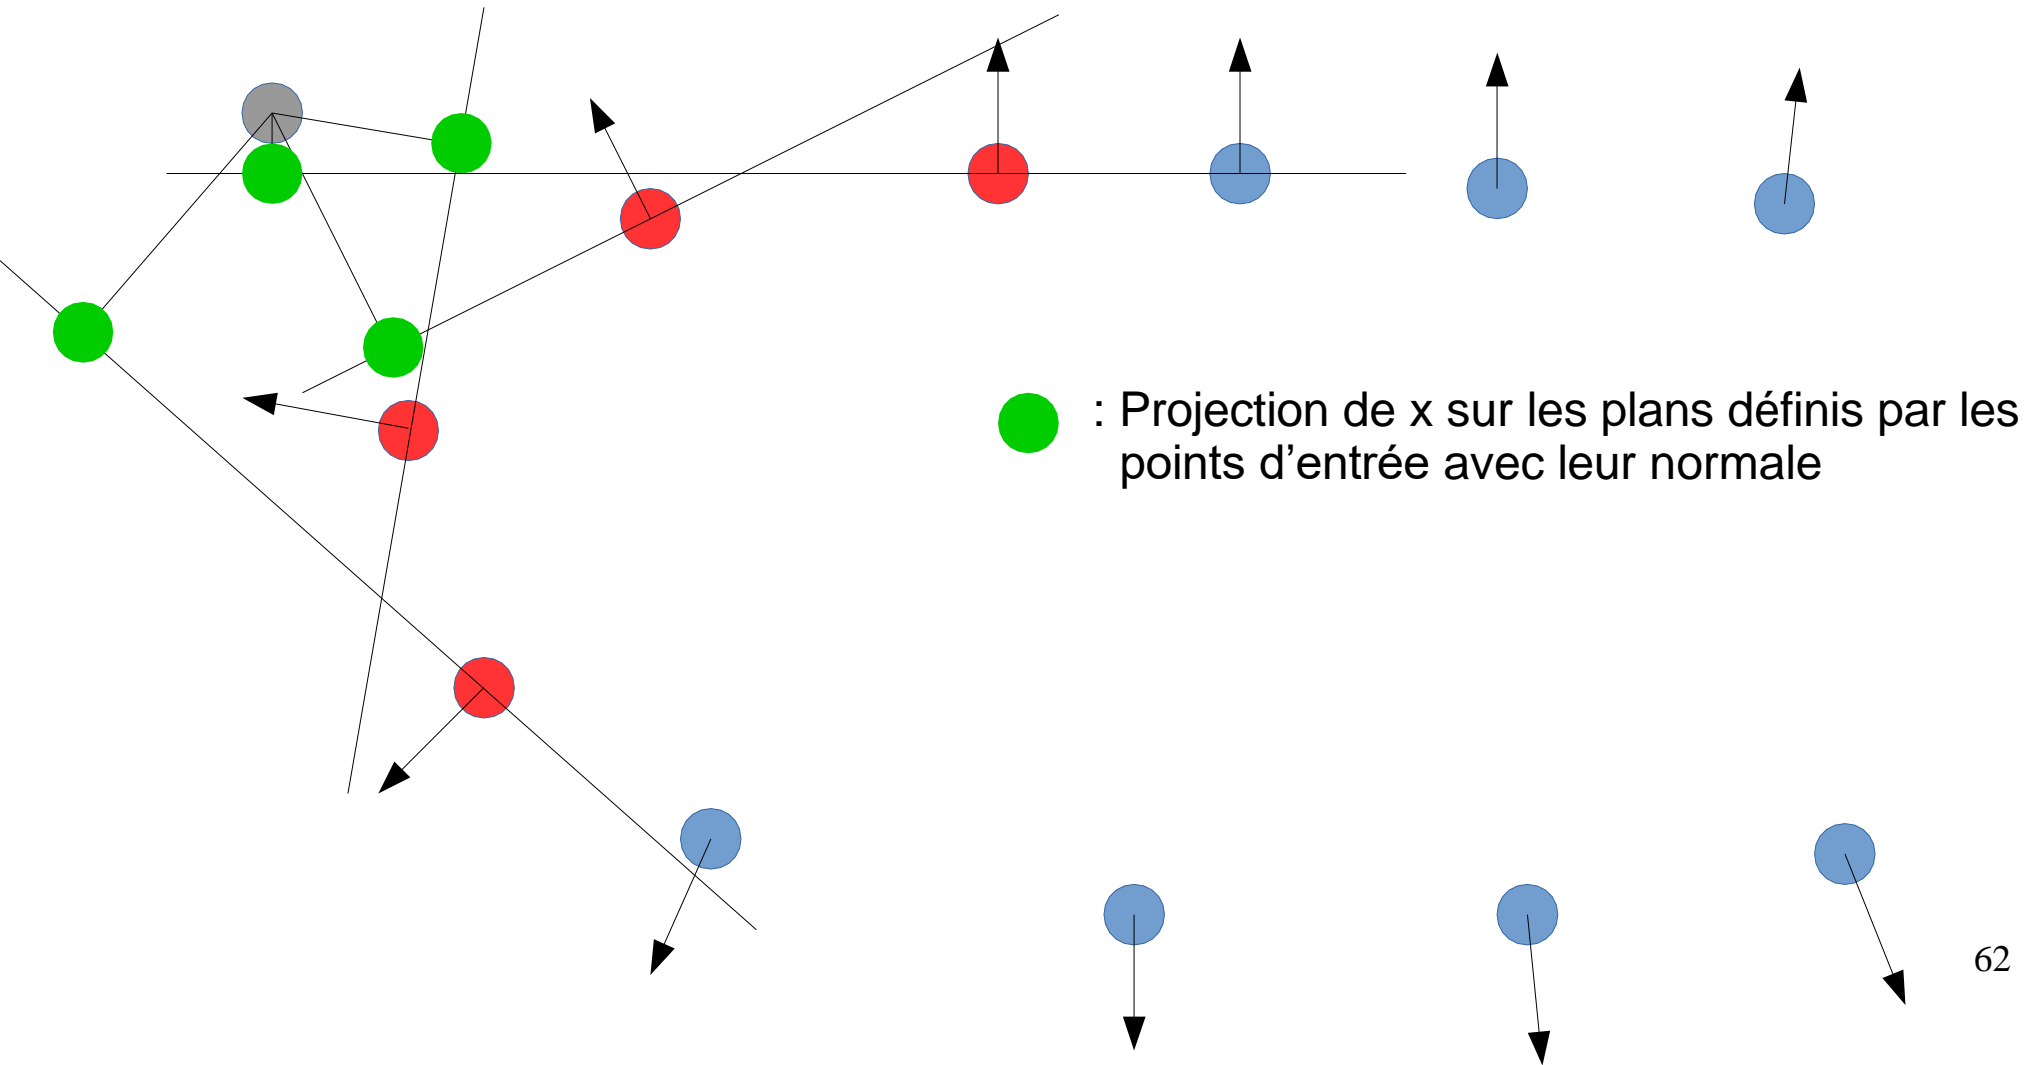 : Projection de x sur les plans définis par les
points d’entrée avec leur normale
62